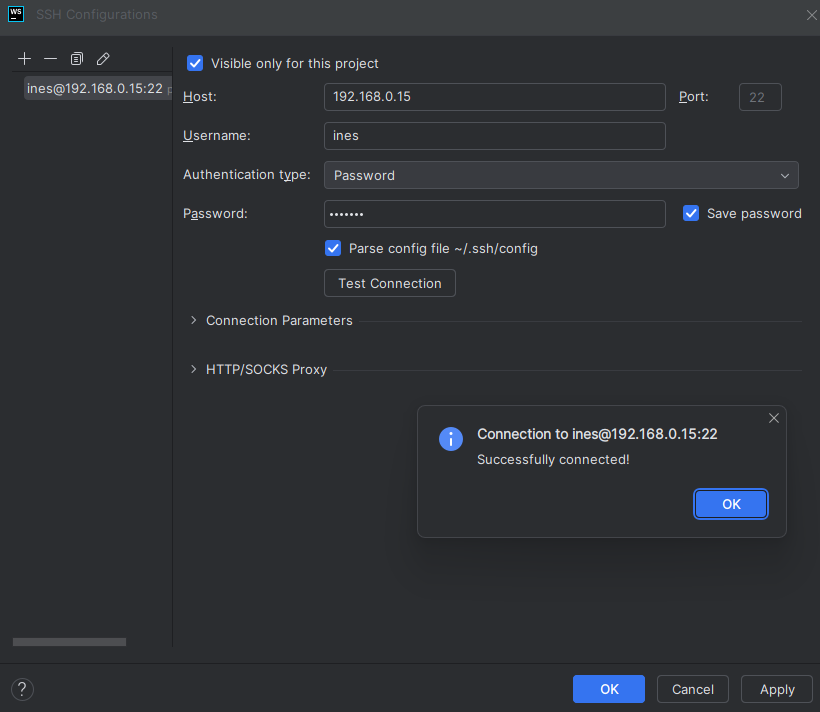 WS
SSH Configurations
Visible only for this project
ines@192.168.0.15:22
Host: 192.168.0.15 Port: 22
Username: ines
Authentication type: Password
Password: ••••••• Save password
Parse config file ~/.ssh/config
Test Connection
Connection Parameters
HTTP/SOCKS Proxy
Connection to ines@192.168.0.15:22
Successfully connected!
OK
? OK Cancel Apply